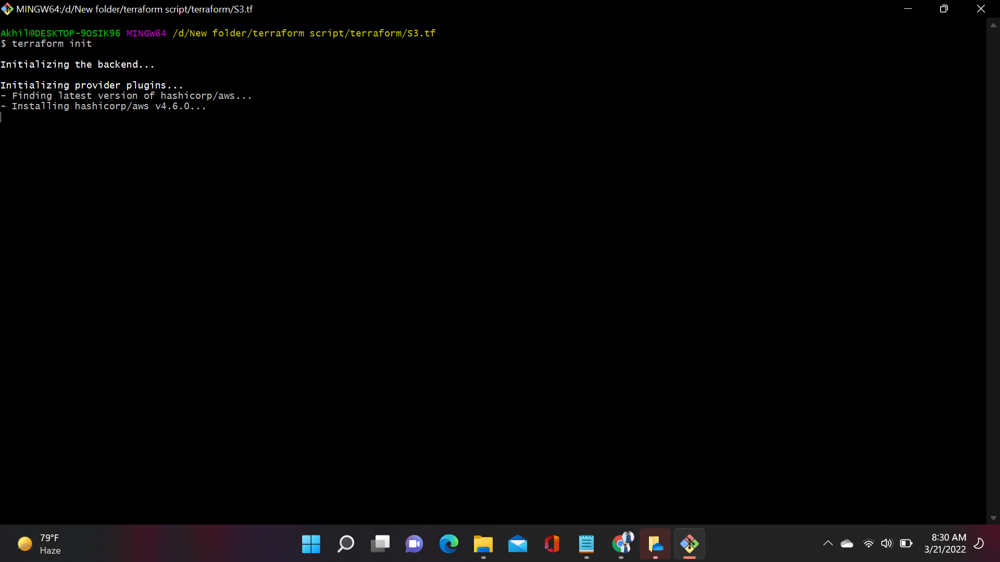 MINGW64:/d/New folder/terraform script/terraform/S3.tf
Akhil@DESKTOP-9OSIK96 MINGW64 /d/New folder/terraform script/terraform/S3.tf
$ terraform init
Initializing the backend...
Initializing provider plugins...
- Finding latest version of hashicorp/aws...
- Installing hashicorp/aws v4.6.0...
79°F
Haze
8:30 AM
3/21/2022